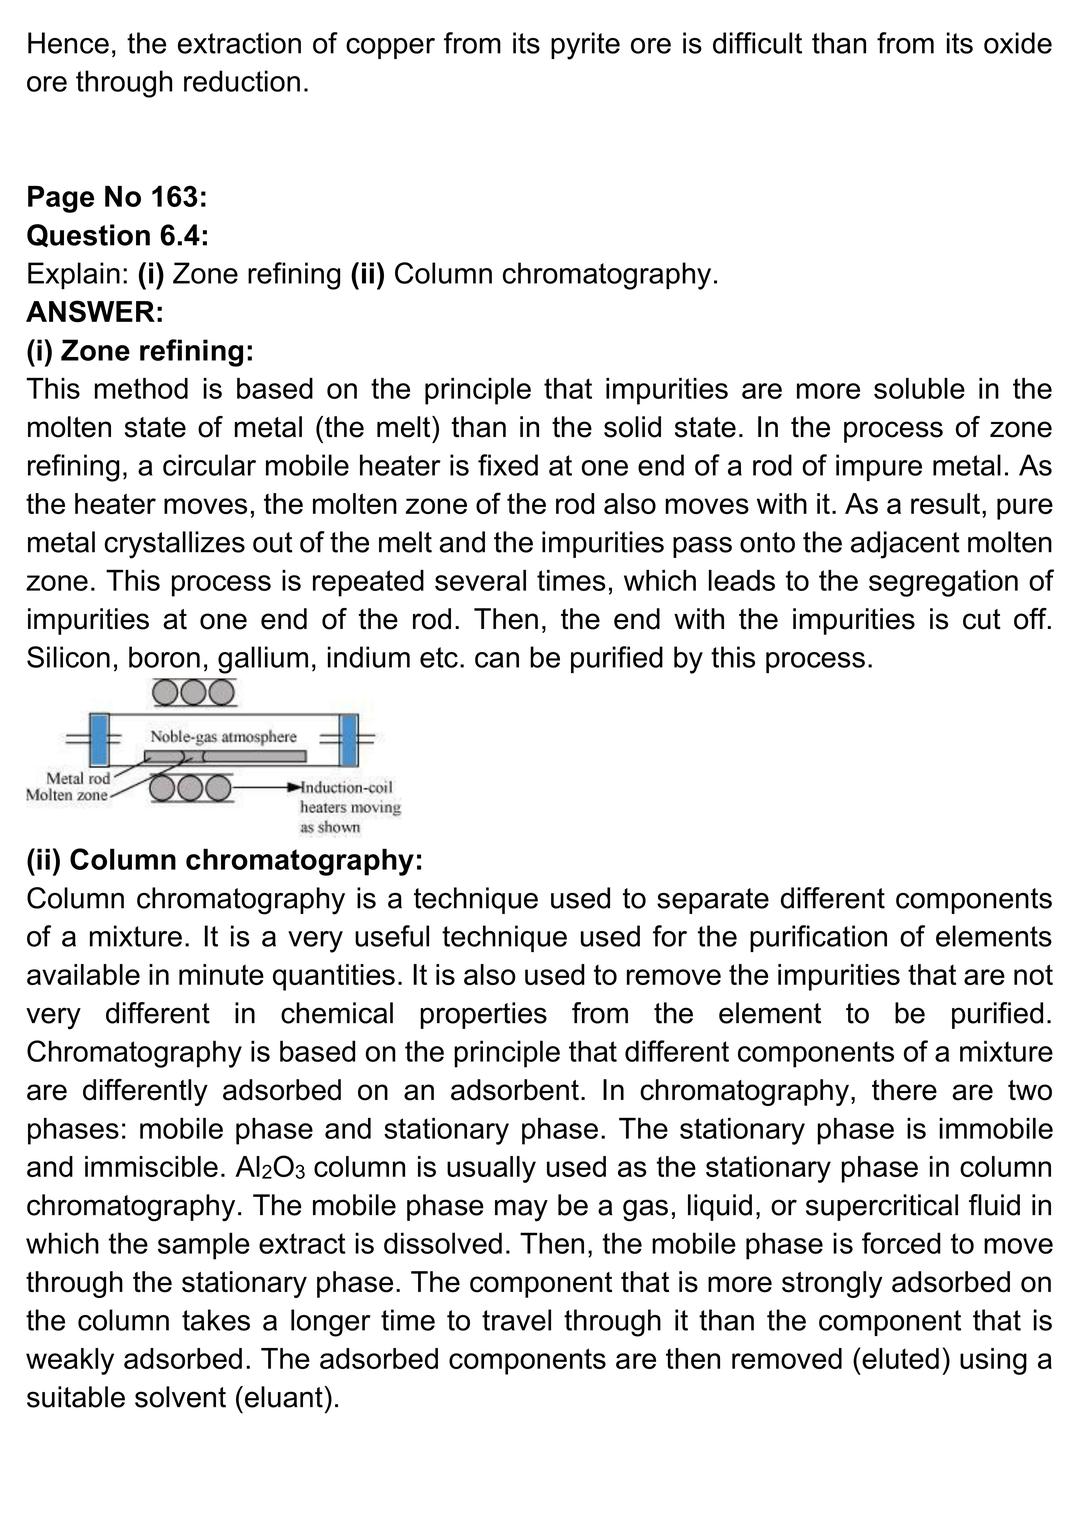 Hence, the extraction of copper from its pyrite ore is difficult than from its oxide
ore through reduction.
Page No 163:
Question 6.4:
Explain: (i) Zone refining (ii) Column chromatography.
ANSWER:
(i) Zone refining:
This method is based on the principle that impurities are more soluble in the
molten state of metal (the melt) than in the solid state. In the process of zone
refining, a circular mobile heater is fixed at one end of a rod of impure metal. As
the heater moves, the molten zone of the rod also moves with it. As a result, pure
metal crystallizes out of the melt and the impurities pass onto the adjacent molten
zone. This process is repeated several times, which leads to the segregation of
impurities at one end of the rod. Then, the end with the impurities is cut off.
Silicon, boron, gallium, indium etc. can be purified by this process.
Noble-gas atmosphere
Metal rod
Molten zone
Induction-coil
heaters moving
as shown
(ii) Column chromatography:
Column chromatography is a technique used to separate different components
of a mixture. It is a very useful technique used for the purification of elements
available in minute quantities. It is also used to remove the impurities that are not
very different in chemical properties from the element to be purified.
Chromatography is based on the principle that different components of a mixture
are differently adsorbed on an adsorbent. In chromatography, there are two
phases: mobile phase and stationary phase. The stationary phase is immobile
and immiscible. Al₂O₃ column is usually used as the stationary phase in column
chromatography. The mobile phase may be a gas, liquid, or supercritical fluid in
which the sample extract is dissolved. Then, the mobile phase is forced to move
through the stationary phase. The component that is more strongly adsorbed on
the column takes a longer time to travel through it than the component that is
weakly adsorbed. The adsorbed components are then removed (eluted) using a
suitable solvent (eluant).